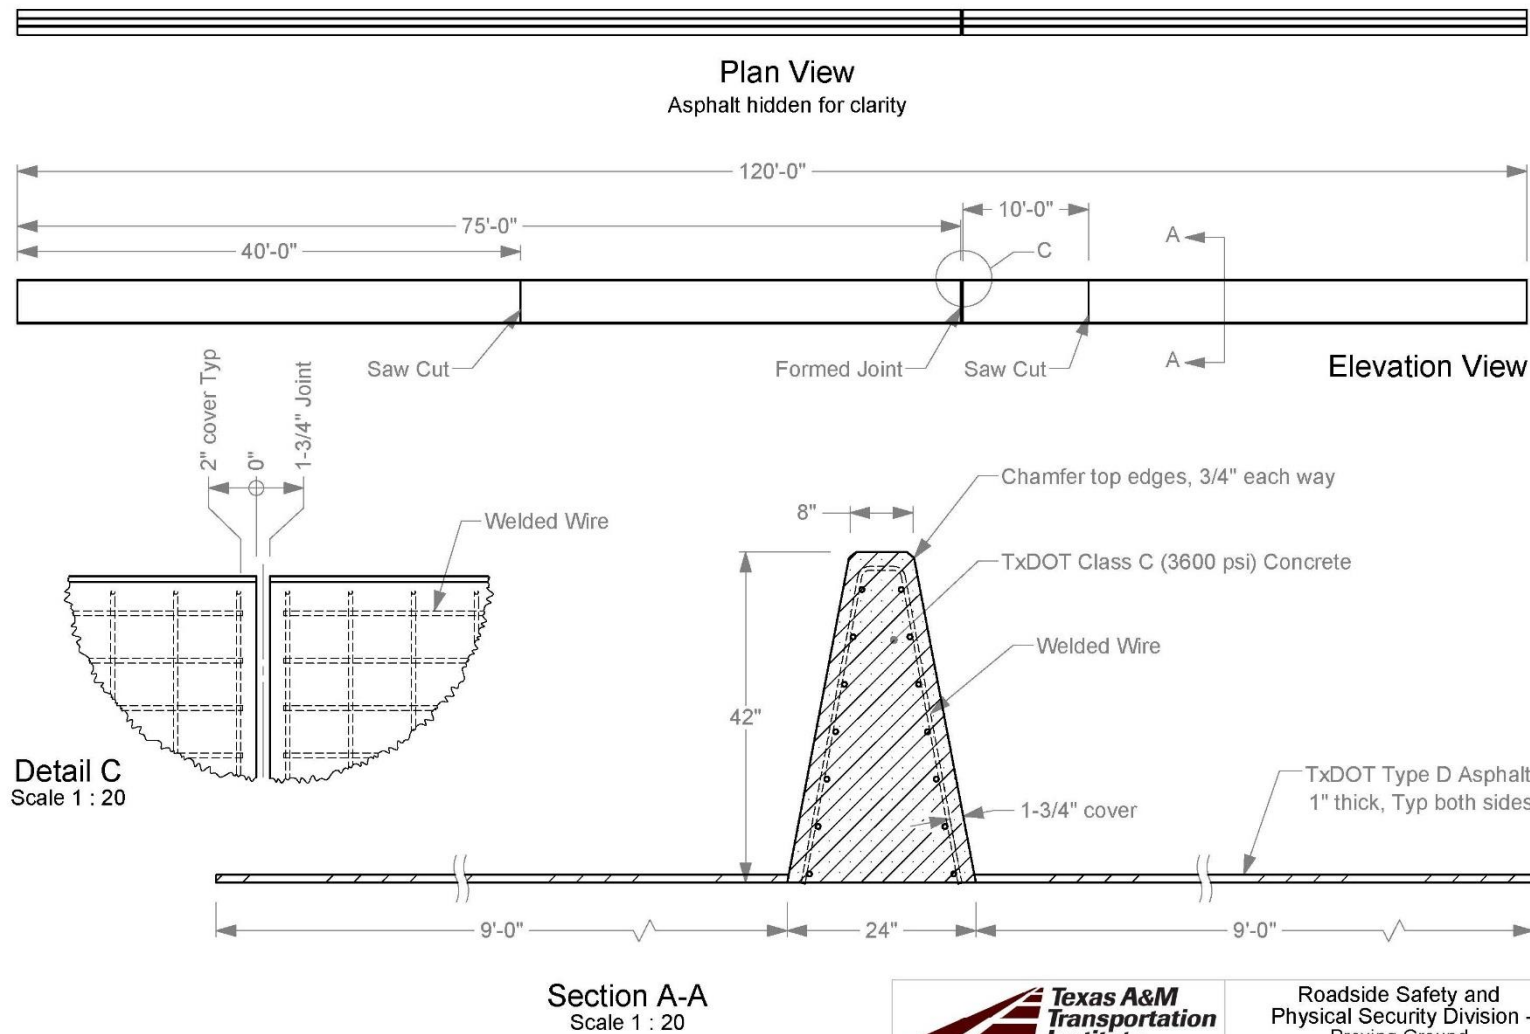 Plan View
Asphalt hidden for clarity
120'-0"
75'-0"
10'-0"
40'-0"
A
C
Saw Cut
Formed Joint
Saw Cut
A
Elevation View
2" cover Typ
0"
1-3/4" Joint
Welded Wire
Chamfer top edges, 3/4" each way
8"
TxDOT Class C (3600 psi) Concrete
Welded Wire
42"
Detail C
Scale 1 : 20
1-3/4" cover
TxDOT Type D Asphalt
1" thick, Typ both sides
9'-0"
24"
9'-0"
Section A-A
Scale 1 : 20
Texas A&M
Transportation
Roadside Safety and
Physical Security Division -
Proving Ground